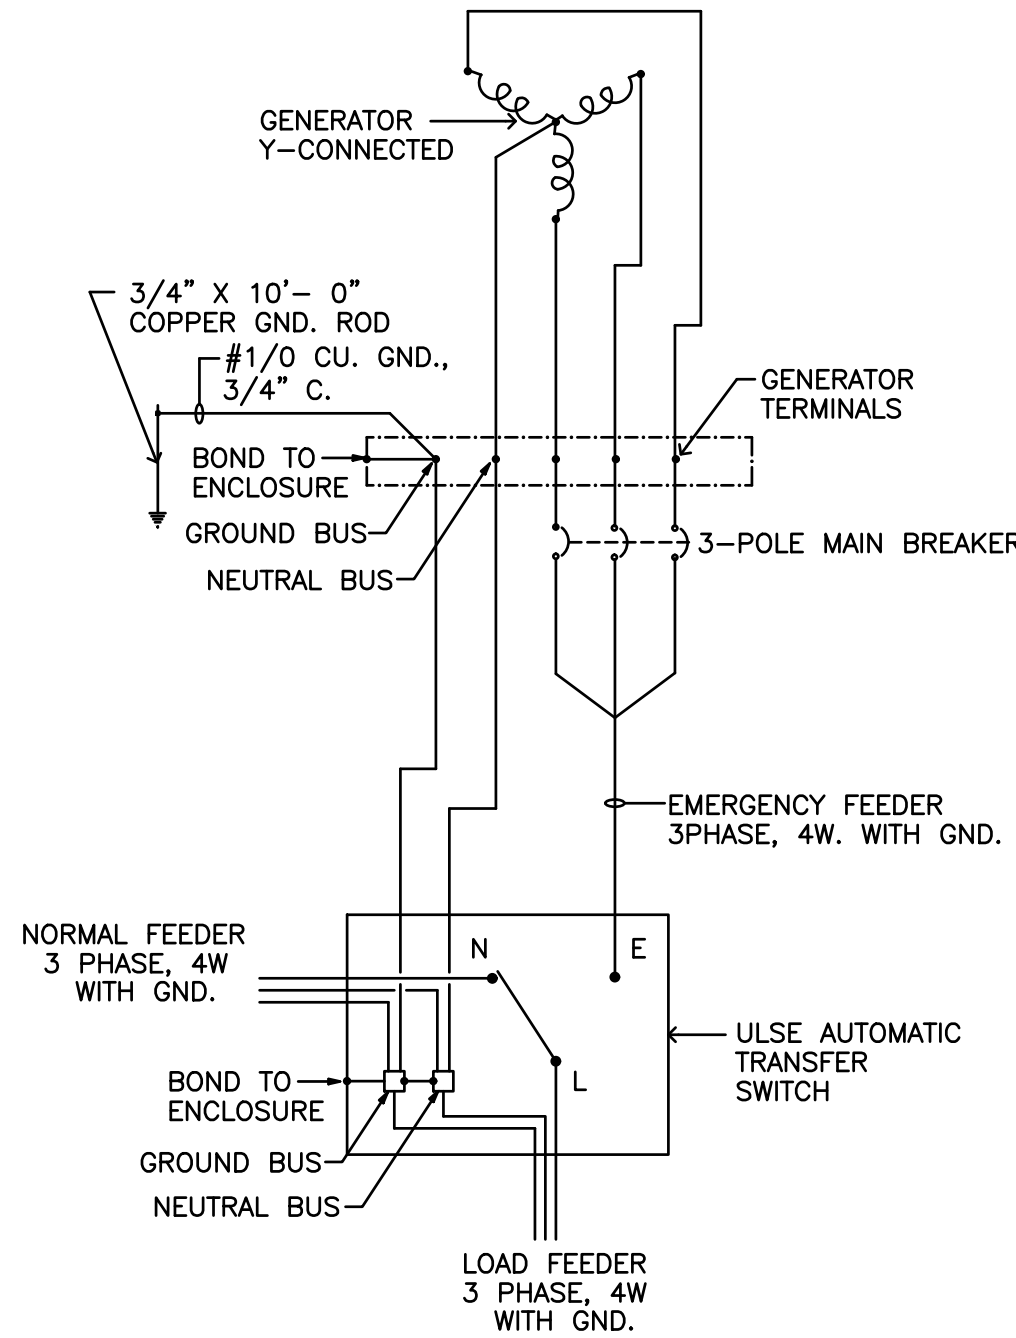 GENERATOR
Y-CONNECTED
3/4" X 10'- 0"
COPPER GND. ROD
#1/0 CU. GND.,
3/4" C.
GENERATOR
TERMINALS
BOND TO
ENCLOSURE
GROUND BUS
3-POLE MAIN BREAKER
NEUTRAL BUS
EMERGENCY FEEDER
3PHASE, 4W. WITH GND.
NORMAL FEEDER
3 PHASE, 4W
WITH GND.
N
E
ULSE AUTOMATIC
TRANSFER
SWITCH
BOND TO
ENCLOSURE
L
GROUND BUS
NEUTRAL BUS
LOAD FEEDER
3 PHASE, 4W
WITH GND.